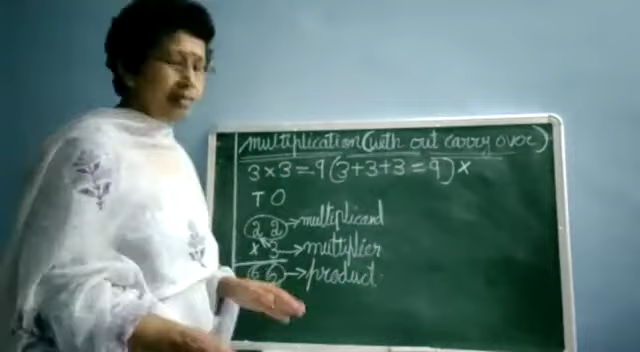 Multiplication (with out carry over)
3 × 3 = 9 (3+3+3 = 9) ×
T O
2 2 → multiplicand
× 3 → multiplier
6 6 → product